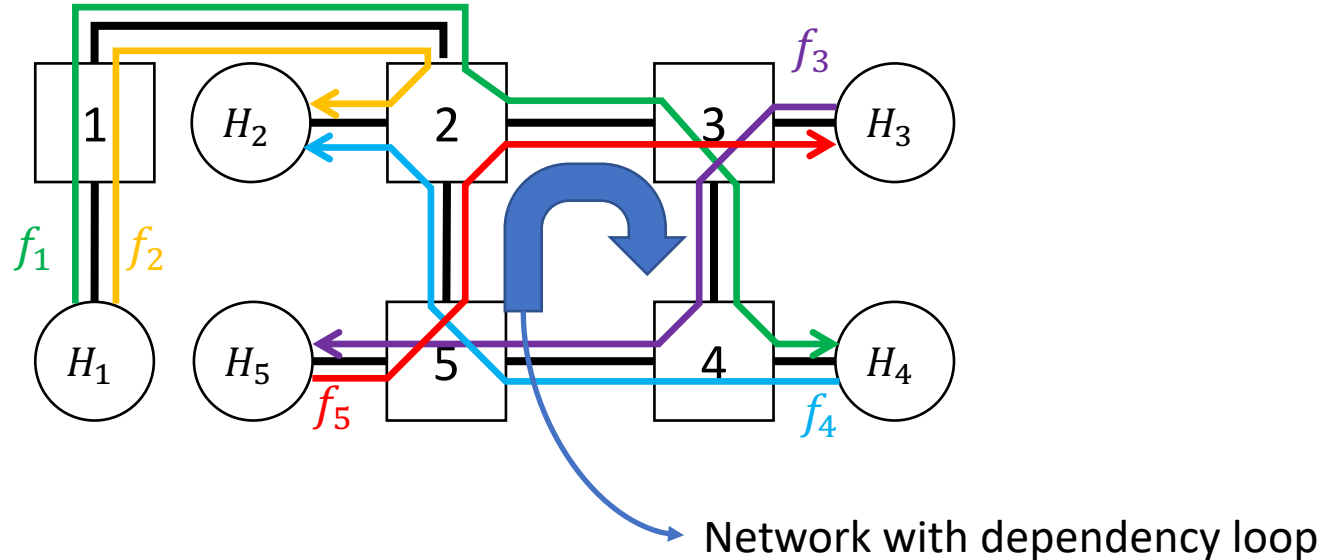 f₃
1
H₂
2
3
H₃
f₁
f₂
H₁
H₅
5
4
H₄
f₅
f₄
Network with dependency loop